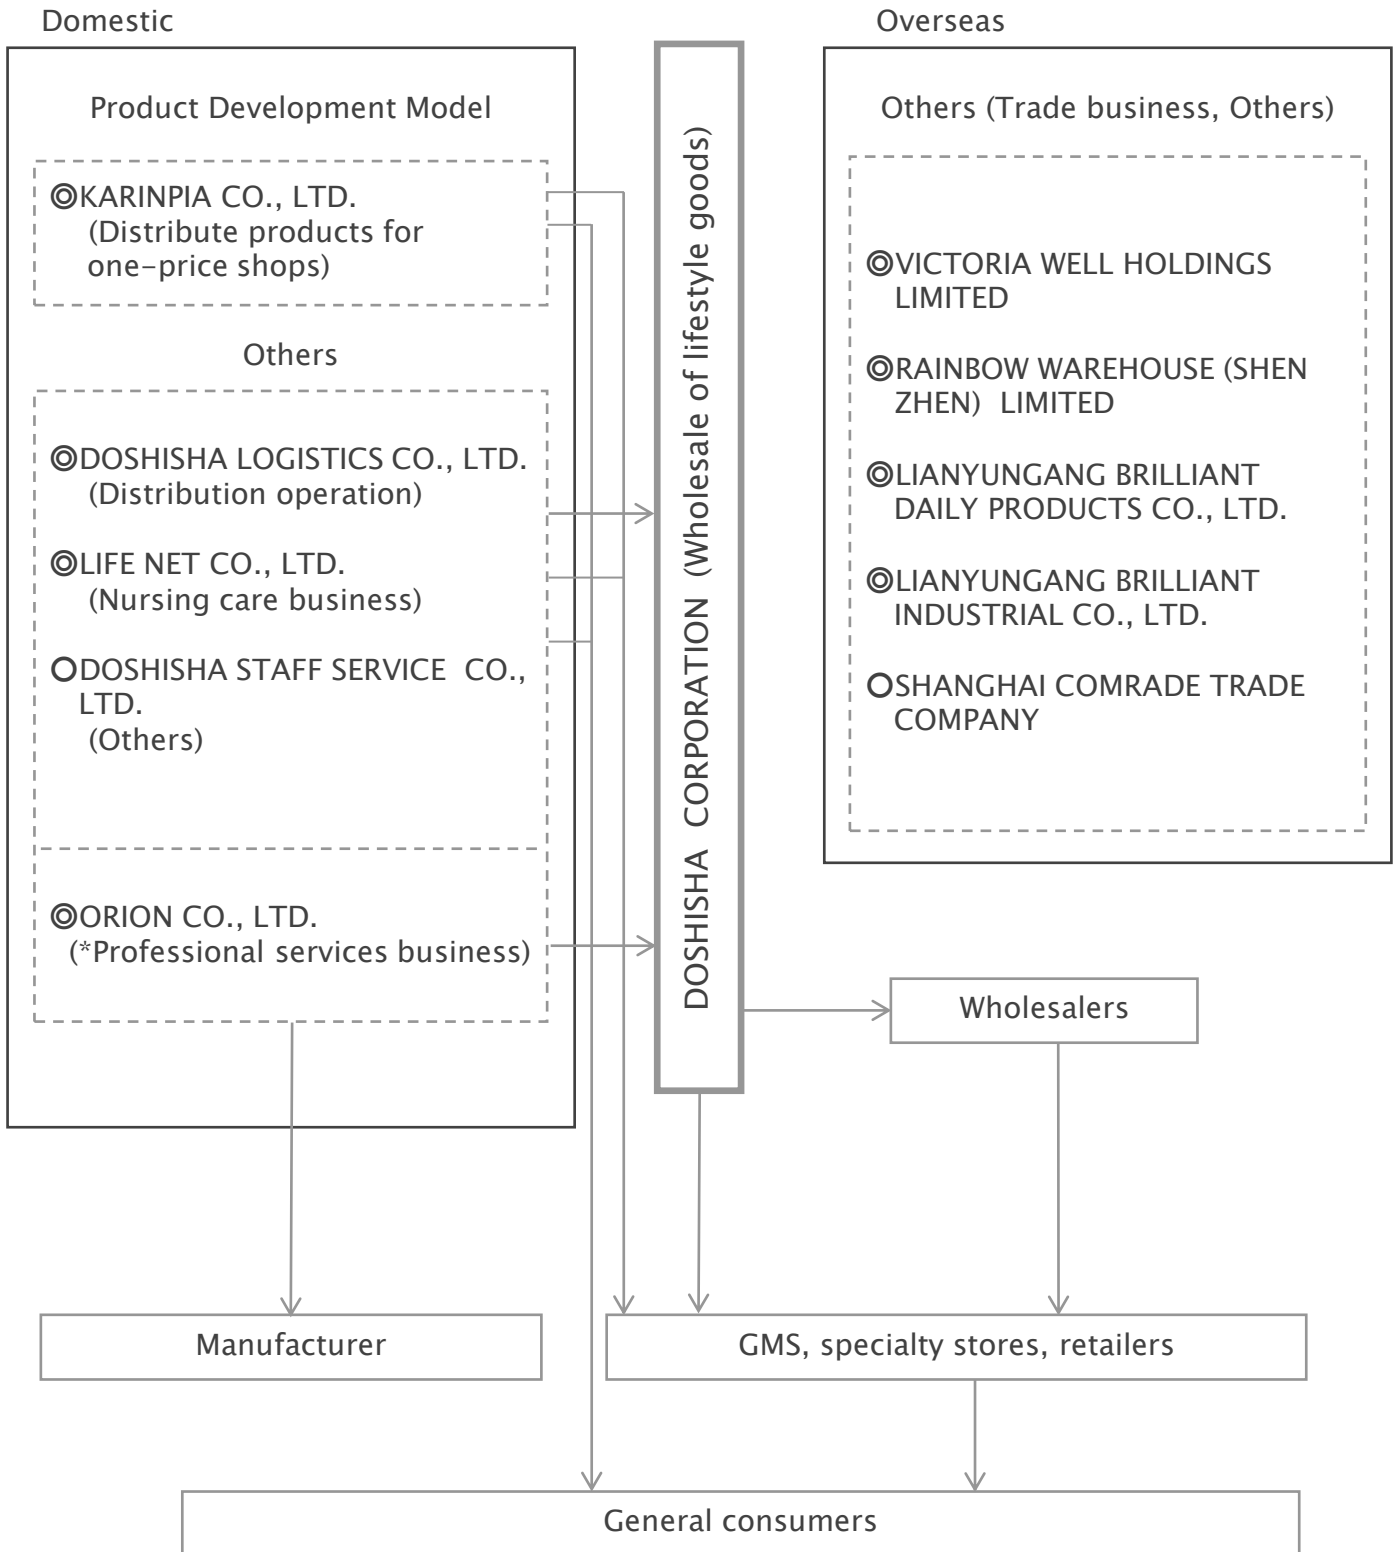 Domestic
Product Development Model
◎KARINPIA CO., LTD.
(Distribute products for
one-price shops)
Others
◎DOSHISHA LOGISTICS CO., LTD.
(Distribution operation)
◎LIFE NET CO., LTD.
(Nursing care business)
○DOSHISHA STAFF SERVICE CO.,
LTD.
(Others)
◎ORION CO., LTD.
(*Professional services business)
DOSHISHA CORPORATION (Wholesale of lifestyle goods)
Overseas
Others (Trade business, Others)
◎VICTORIA WELL HOLDINGS
LIMITED
◎RAINBOW WAREHOUSE (SHEN
ZHEN) LIMITED
◎LIANYUNGANG BRILLIANT
DAILY PRODUCTS CO., LTD.
◎LIANYUNGANG BRILLIANT
INDUSTRIAL CO., LTD.
○SHANGHAI COMRADE TRADE
COMPANY
Wholesalers
Manufacturer
GMS, specialty stores, retailers
General consumers